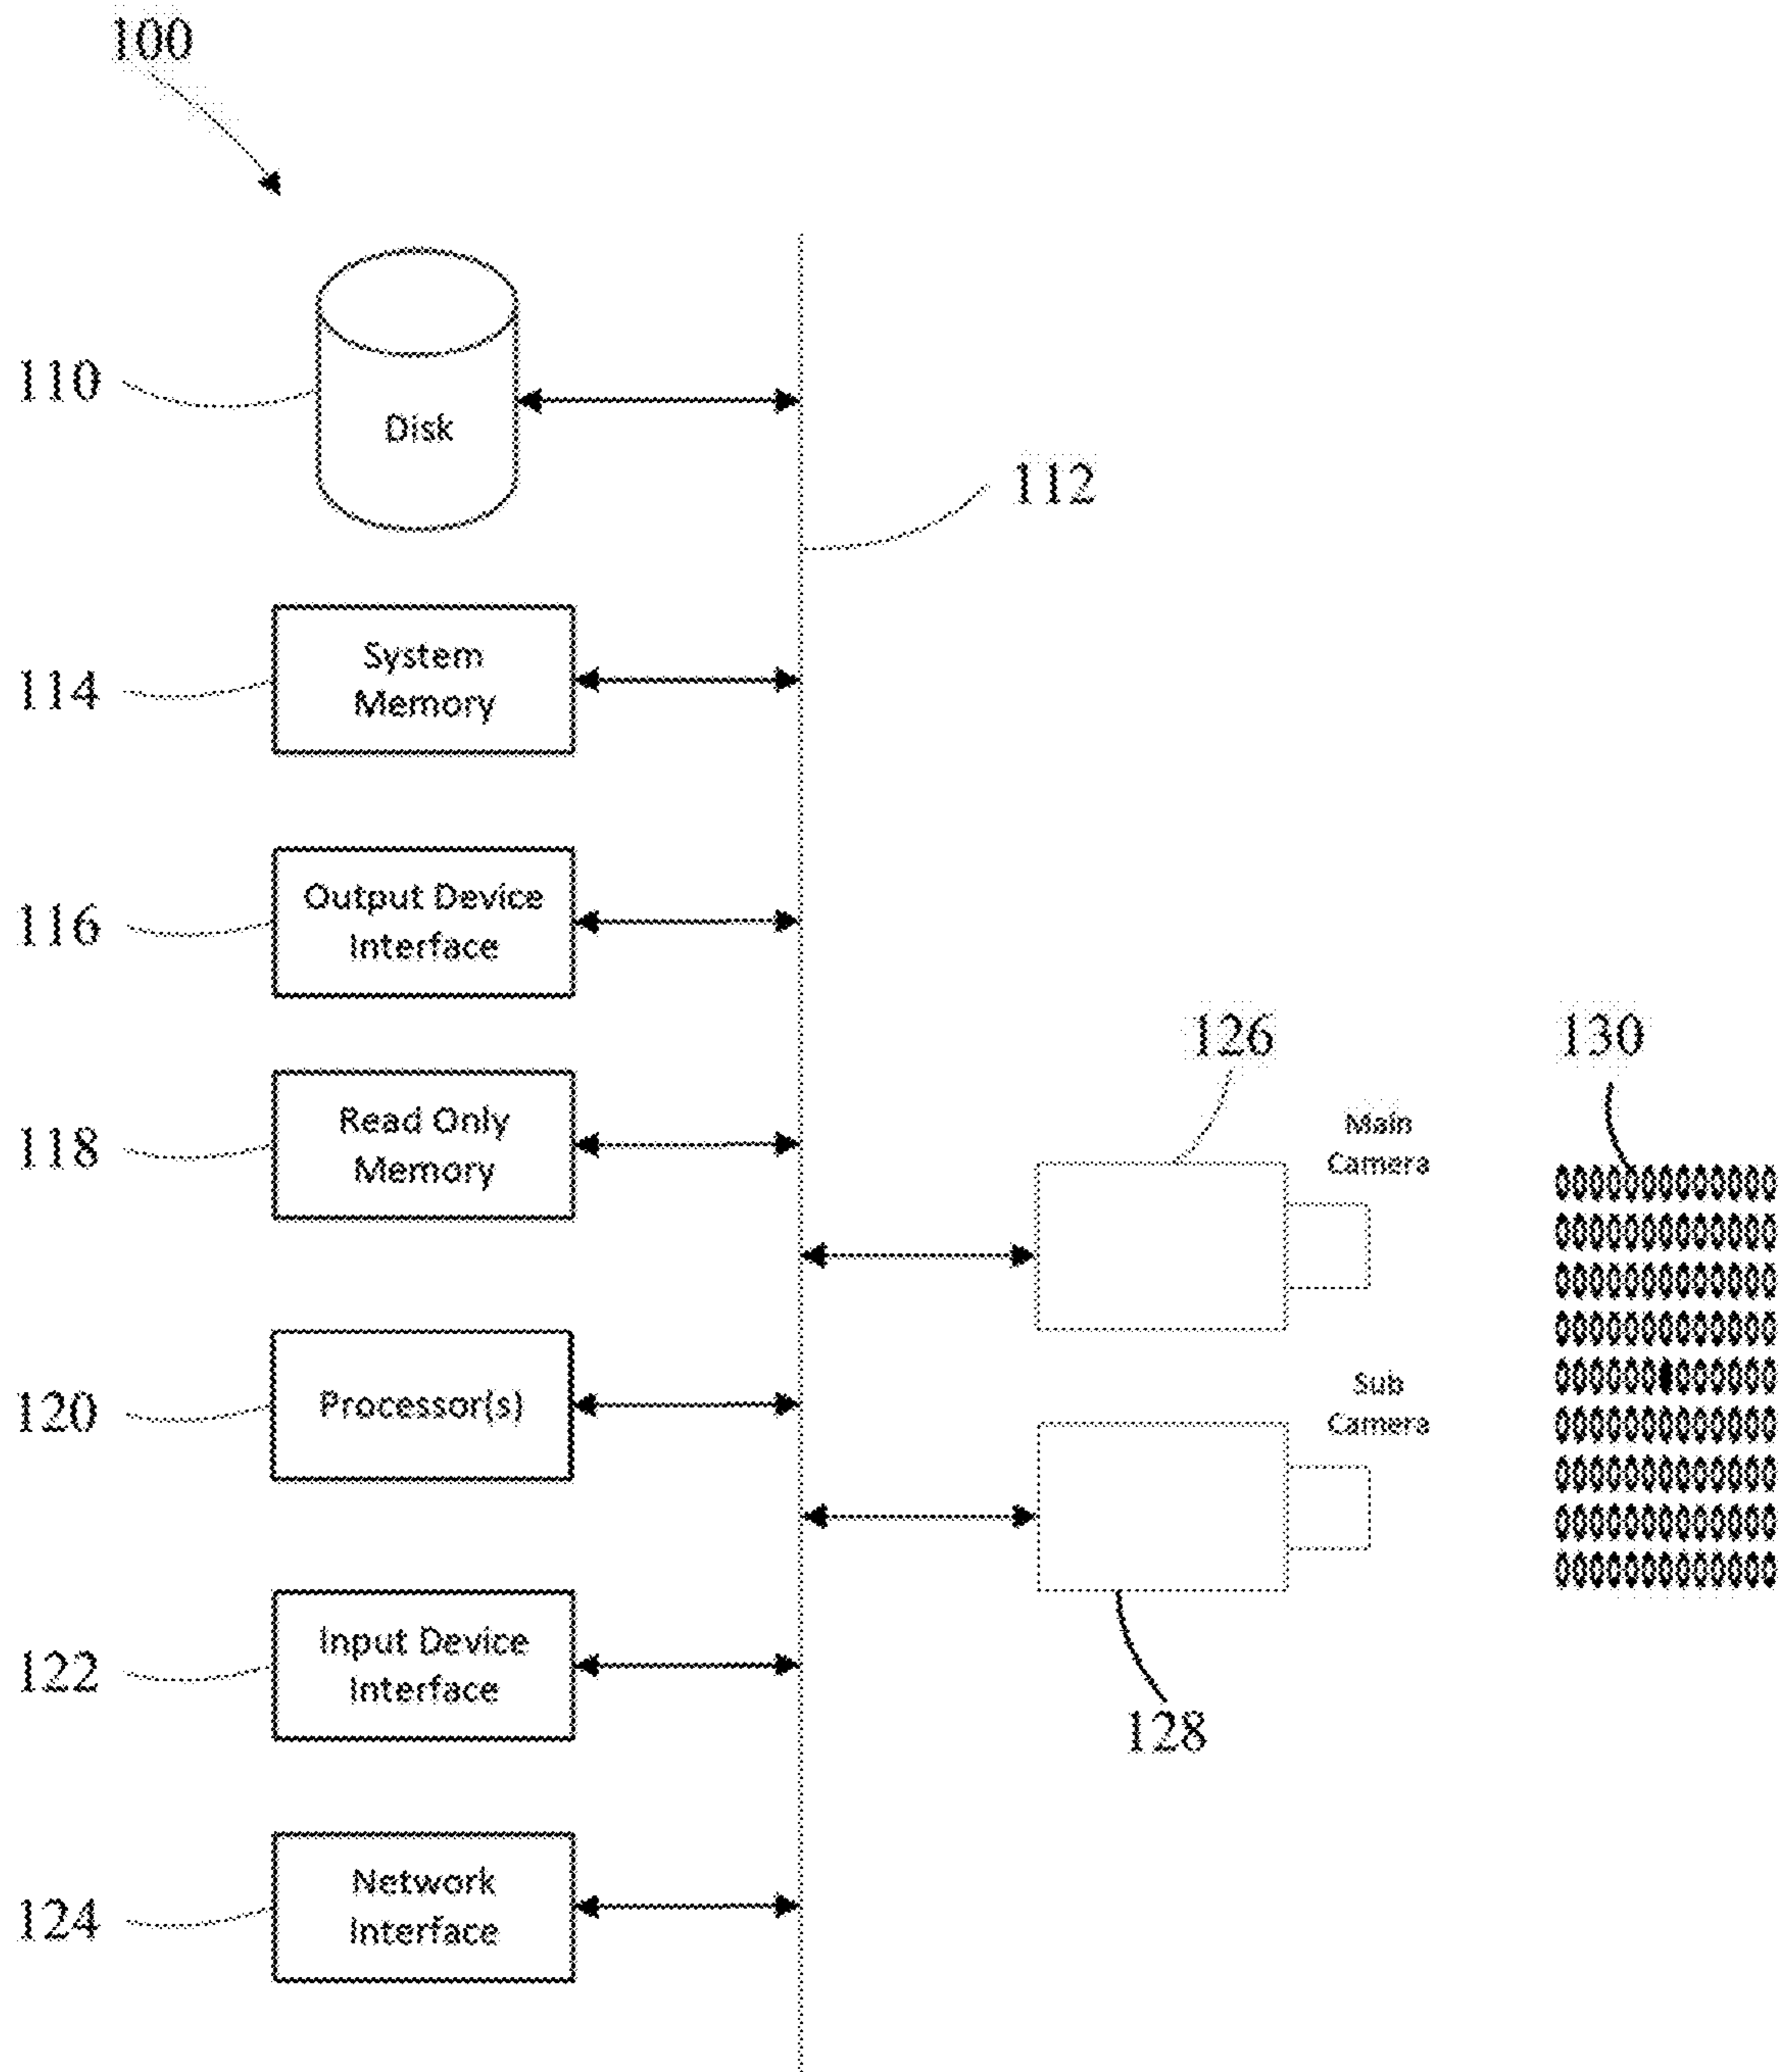 100
110
Disk
112
114
System
Memory
116
Output Device
Interface
126
130
118
Read Only
Memory
Main
Camera
120
Processor(s)
Sub
Camera
122
Input Device
Interface
128
124
Network
Interface